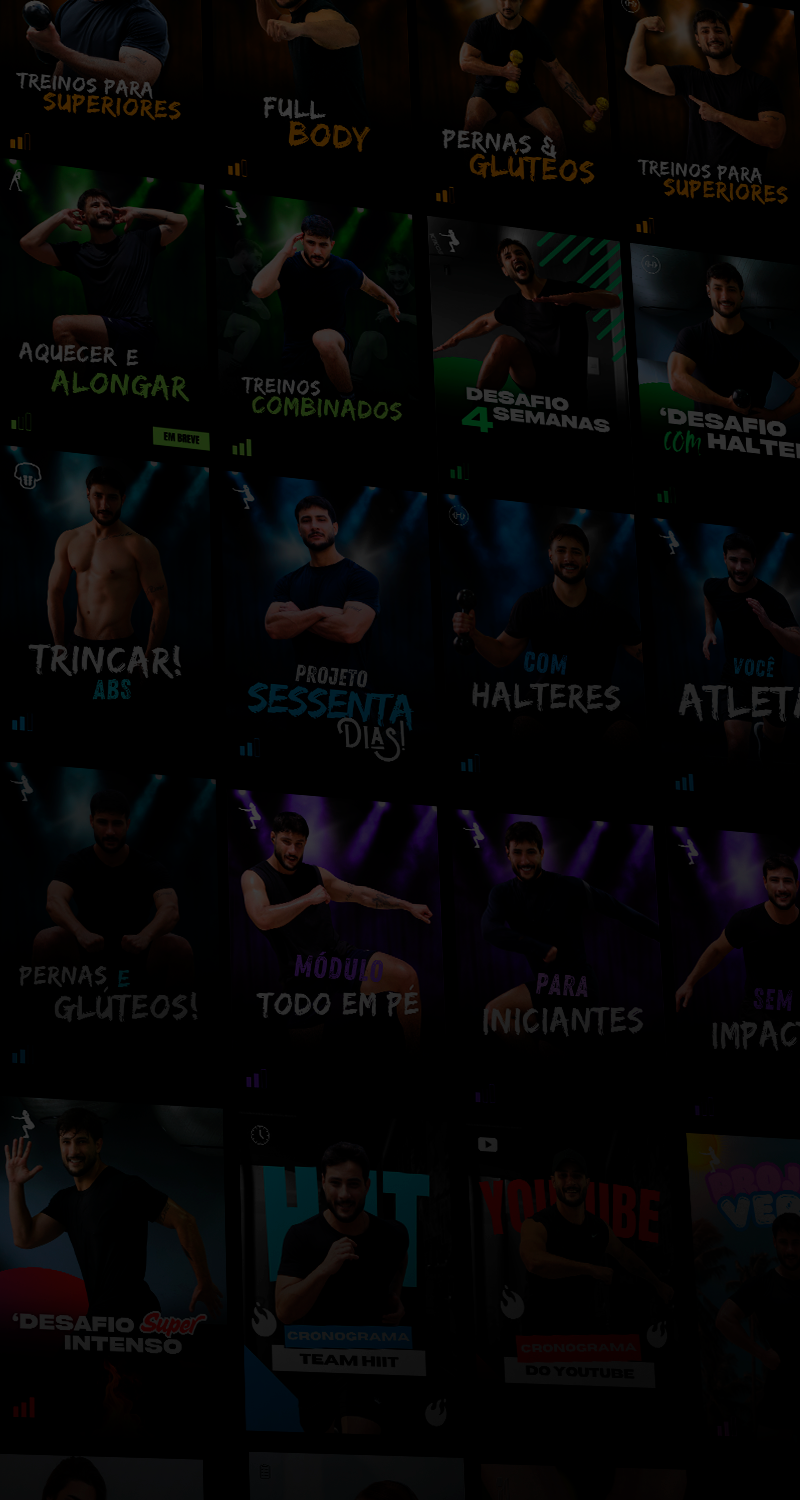 TREINOS PARA
SUPERIORES
FULL
BODY
PERNAS &
GLÚTEOS
TREINOS PARA
SUPERIORES
AQUECER E
ALONGAR
EM BREVE
TREINOS
COMBINADOS
DESAFIO
4 SEMANAS
'DESAFIO
com HALTE
TRINCAR!
ABS
PROJETO
SESSENTA
DIAS!
COM
HALTERES
VOCÊ
ATLET
PERNAS E
GLÚTEOS!
MÓDULO
TODO EM PÉ
PARA
INICIANTES
SEM
IMPAC
'DESAFIO Super
INTENSO
HIIT
CRONOGRAMA
TEAM HIIT
YOUTUBE
CRONOGRAMA
DO YOUTUBE
PROJ
VER